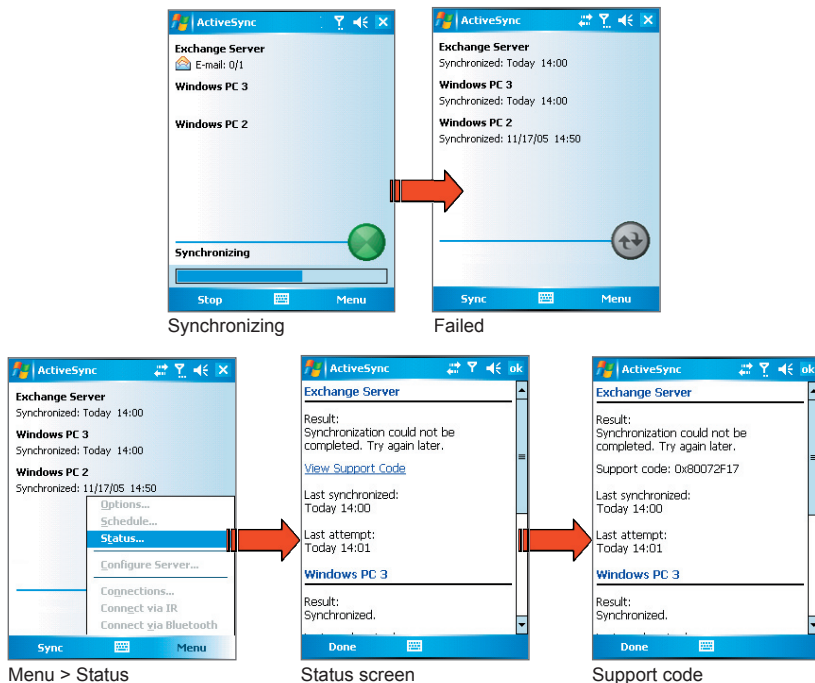 ActiveSync
Exchange Server
E-mail: 0/1
Windows PC 3
Windows PC 2
Synchronizing
Stop Menu
Synchronizing
ActiveSync
Exchange Server
Synchronized: Today 14:00
Windows PC 3
Synchronized: Today 14:00
Windows PC 2
Synchronized: 11/17/05 14:50
Sync Menu
Failed
ActiveSync
Exchange Server
Synchronized: Today 14:00
Windows PC 3
Synchronized: Today 14:00
Windows PC 2
Synchronized: 11/17/05 14:50
Options...
Schedule...
Status...
Configure Server...
Connections...
Connect via IR
Connect via Bluetooth
Sync Menu
Menu > Status
ActiveSync ok
Exchange Server
Result:
Synchronization could not be
completed. Try again later.
View Support Code
Last synchronized:
Today 14:00
Last attempt:
Today 14:01
Windows PC 3
Result:
Synchronized.
Done
Status screen
ActiveSync ok
Exchange Server
Result:
Synchronization could not be
completed. Try again later.
Support code: 0x80072F17
Last synchronized:
Today 14:00
Last attempt:
Today 14:01
Windows PC 3
Result:
Synchronized.
Done
Support code